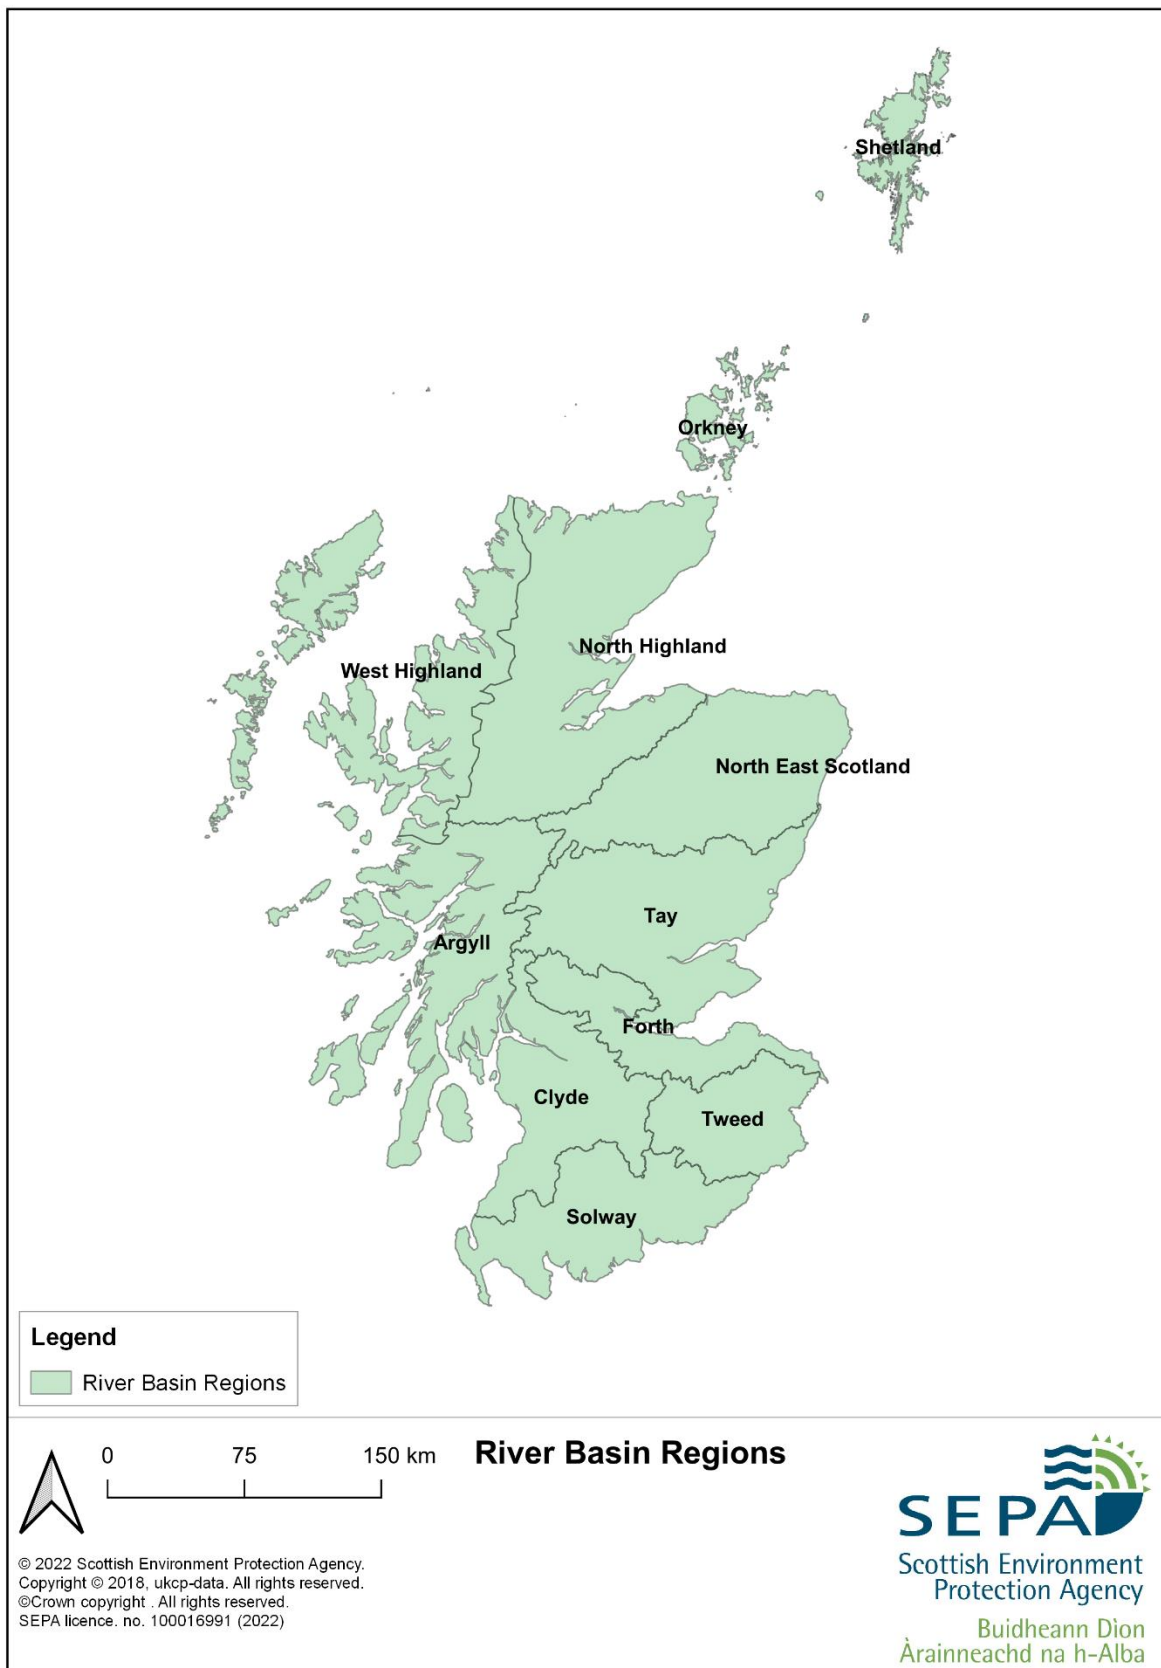 Shetland
Orkney
North Highland
West Highland
North East Scotland
Tay
Argyll
Forth
Clyde
Tweed
Solway
Legend
River Basin Regions
0 75 150 km
River Basin Regions
© 2022 Scottish Environment Protection Agency.
Copyright © 2018, ukcp-data. All rights reserved.
©Crown copyright . All rights reserved.
SEPA licence. no. 100016991 (2022)
SEPA
Scottish Environment
Protection Agency
Buidheann Dìon
Àrainneachd na h-Alba